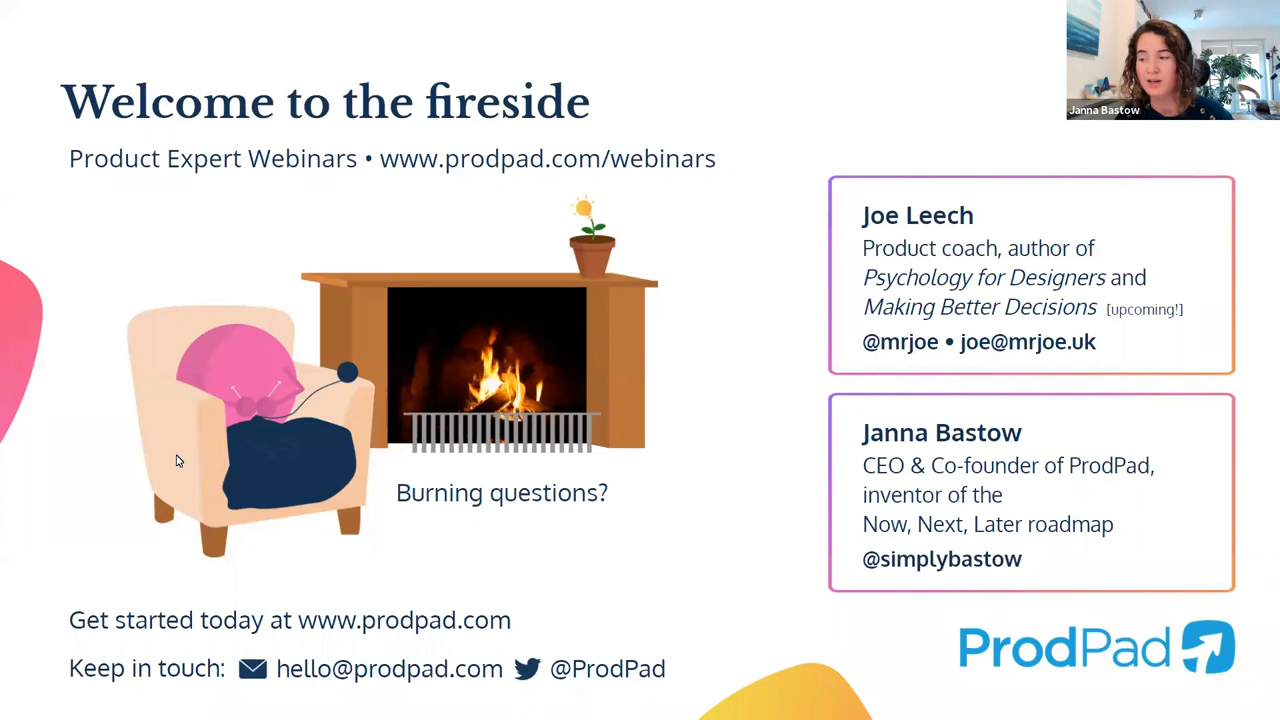 Janna Bastow
Welcome to the fireside
Product Expert Webinars • www.prodpad.com/webinars
Joe Leech
Product coach, author of
Psychology for Designers and
Making Better Decisions [upcoming!]
@mrjoe • joe@mrjoe.uk
Janna Bastow
CEO & Co-founder of ProdPad,
inventor of the
Now, Next, Later roadmap
@simplybastow
Burning questions?
Get started today at www.prodpad.com
Keep in touch: hello@prodpad.com @ProdPad
ProdPad